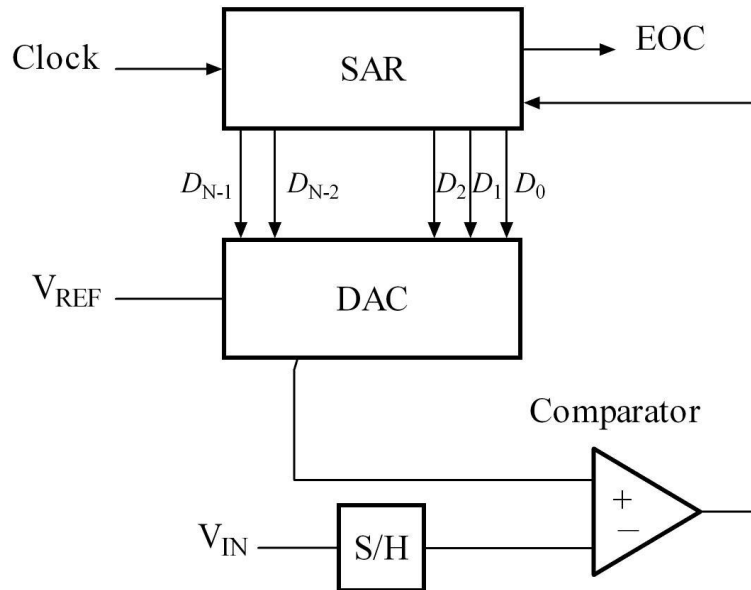 EOC
Clock
SAR
D_N-1 D_N-2 D_2 D_1 D_0
V_REF
DAC
Comparator
+
−
V_IN
S/H